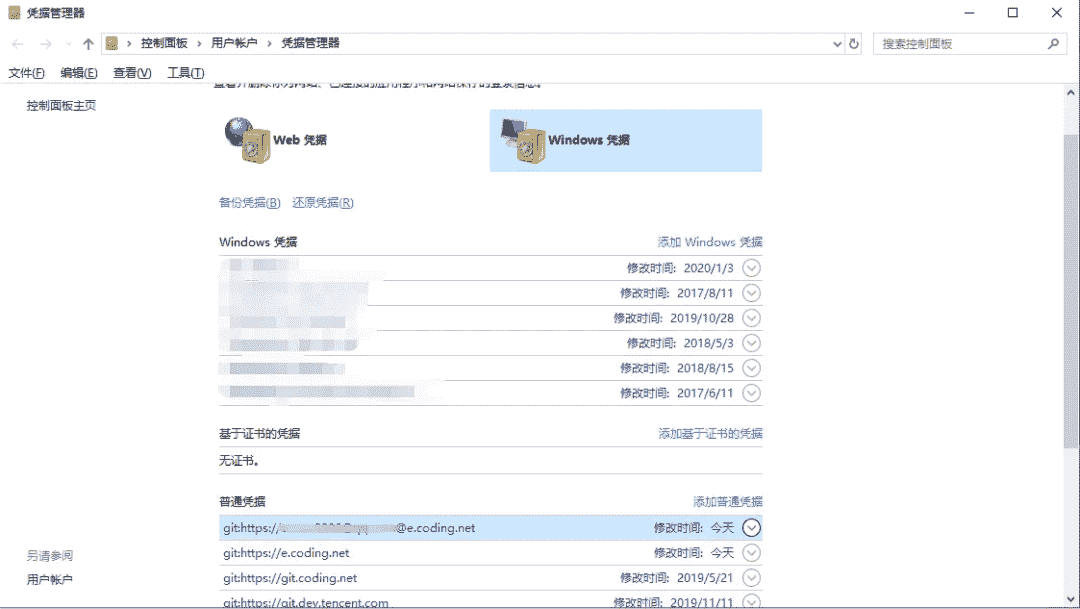 凭据管理器
控制面板 › 用户帐户 › 凭据管理器
搜索控制面板
文件(F) 编辑(E) 查看(V) 工具(T)
控制面板主页
Web 凭据
Windows 凭据
备份凭据(B) 还原凭据(R)
Windows 凭据 添加 Windows 凭据
修改时间: 2020/1/3
修改时间: 2017/8/11
修改时间: 2019/10/28
修改时间: 2018/5/3
修改时间: 2018/8/15
修改时间: 2017/6/11
基于证书的凭据 添加基于证书的凭据
无证书。
普通凭据 添加普通凭据
git:https:// @e.coding.net 修改时间: 今天
git:https://e.coding.net 修改时间: 今天
git:https://git.coding.net 修改时间: 2019/5/21
git:https://git.dev.tencent.com 修改时间: 2019/11/11
另请参阅
用户帐户